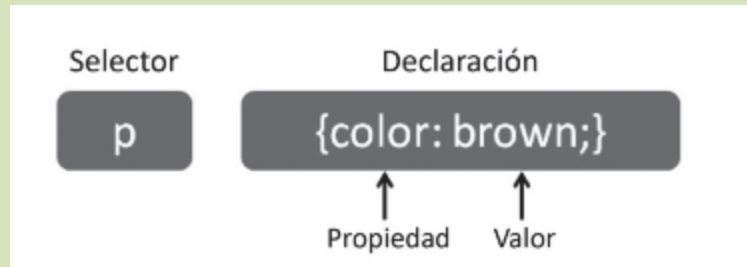 Selector Declaración
p {color: brown;}
Propiedad Valor